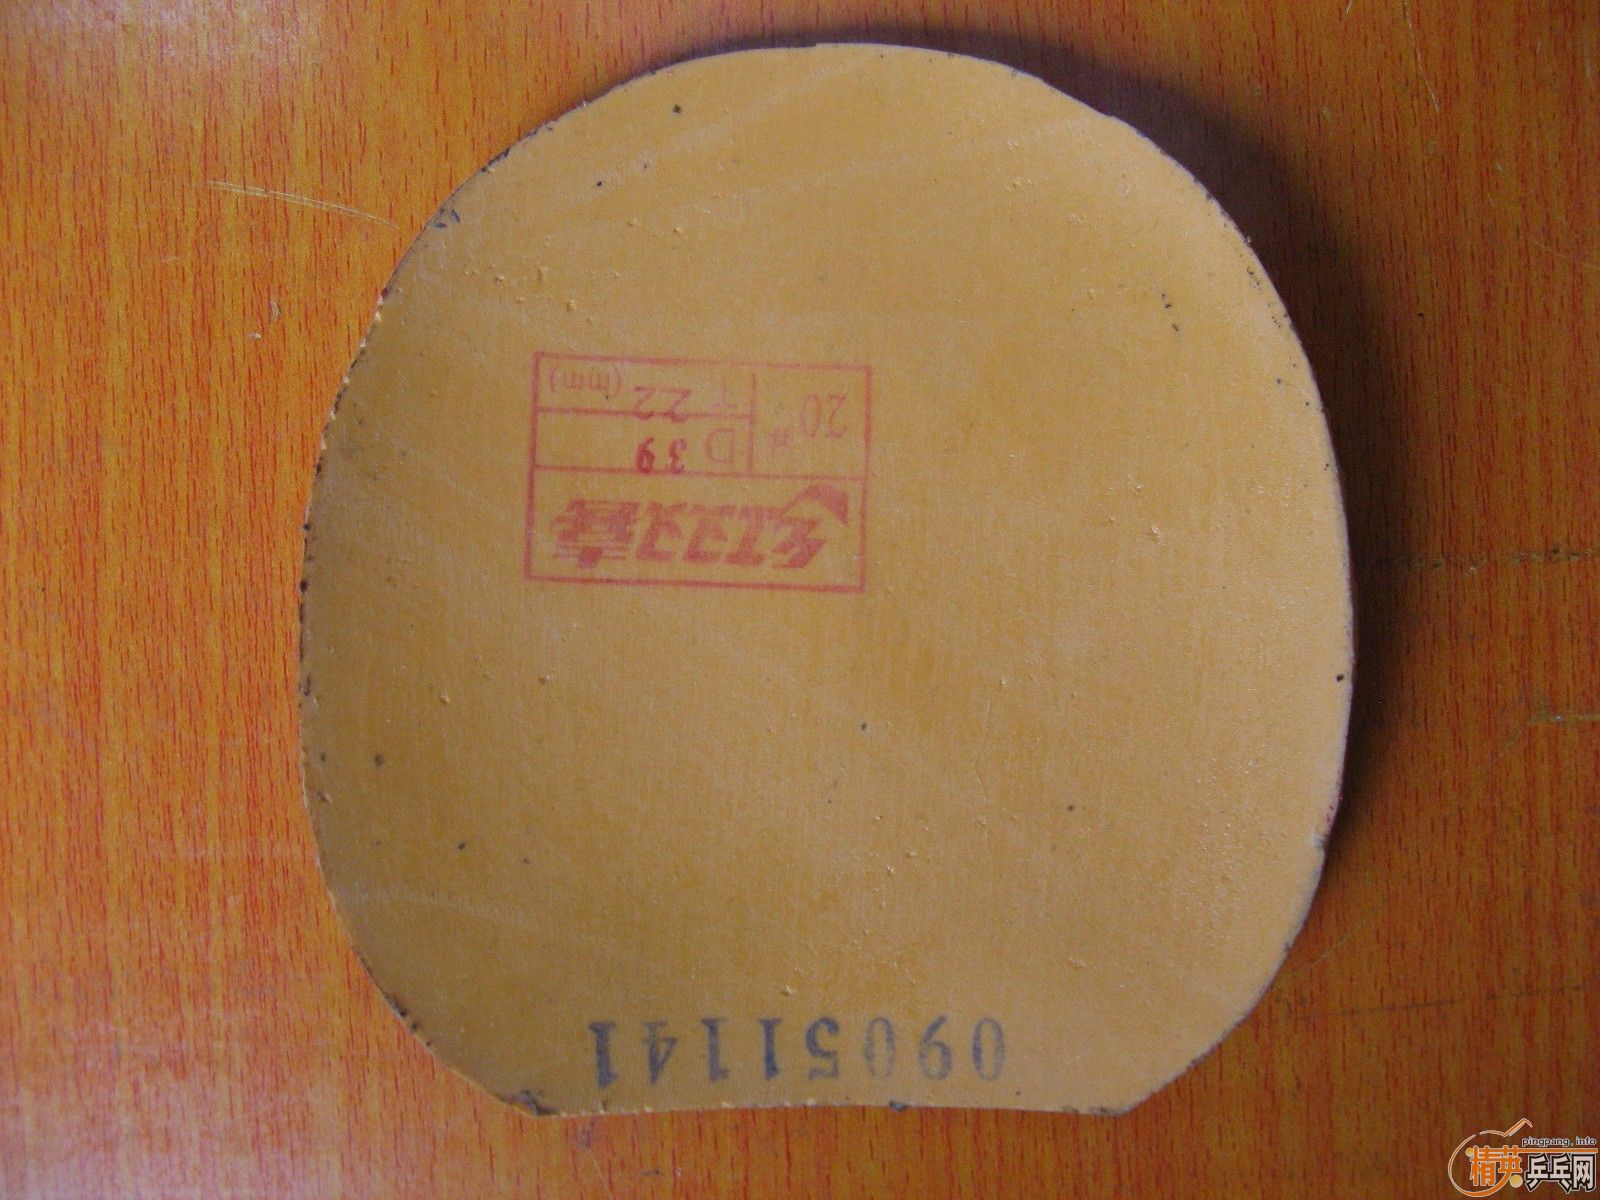 09051141
红双喜
20# D 39
T 22 (mm)
pingpang.info
精英乒乓网